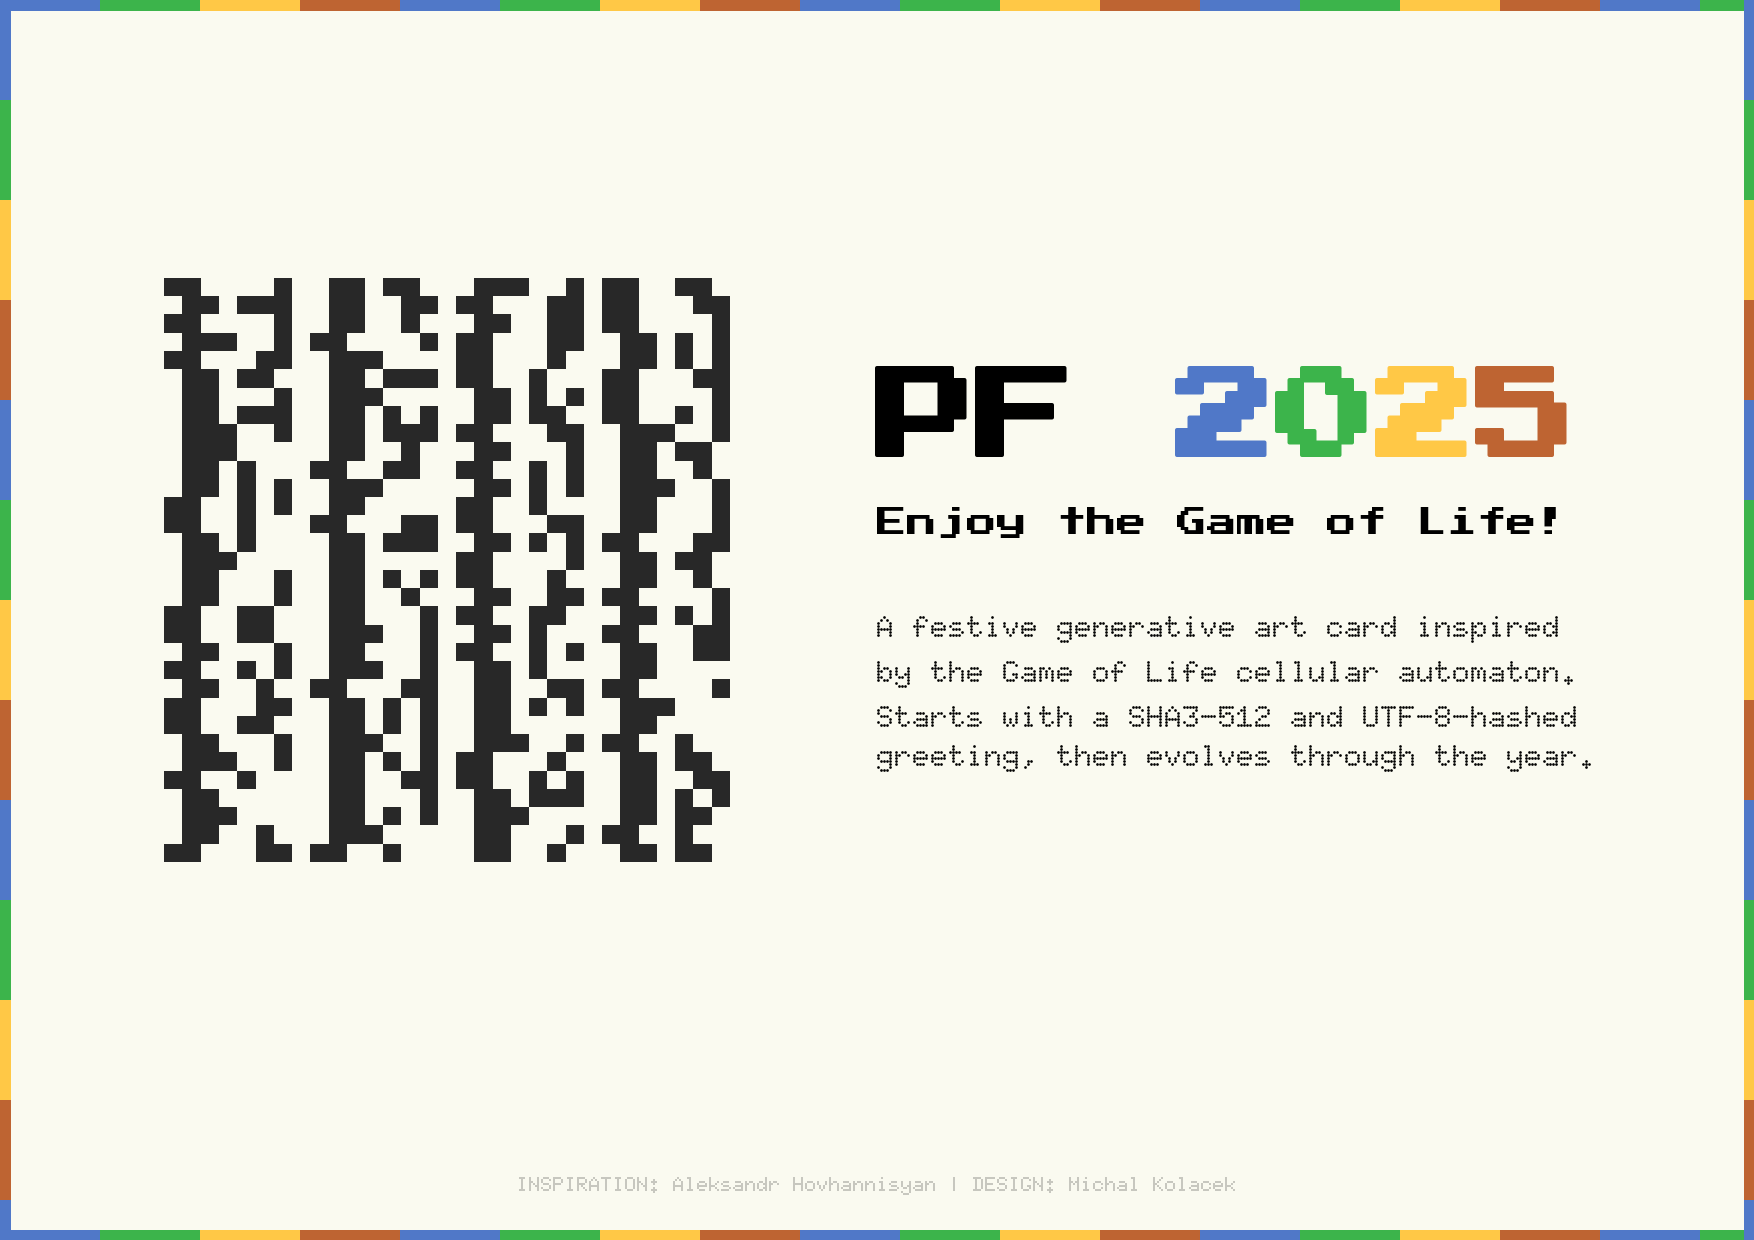 PF 2025
Enjoy the Game of Life!
A festive generative art card inspired
by the Game of Life cellular automaton.
Starts with a SHA3-512 and UTF-8-hashed
greeting, then evolves through the year.
INSPIRATION: Aleksandr Hovhannisyan | DESIGN: Michal Kolacek